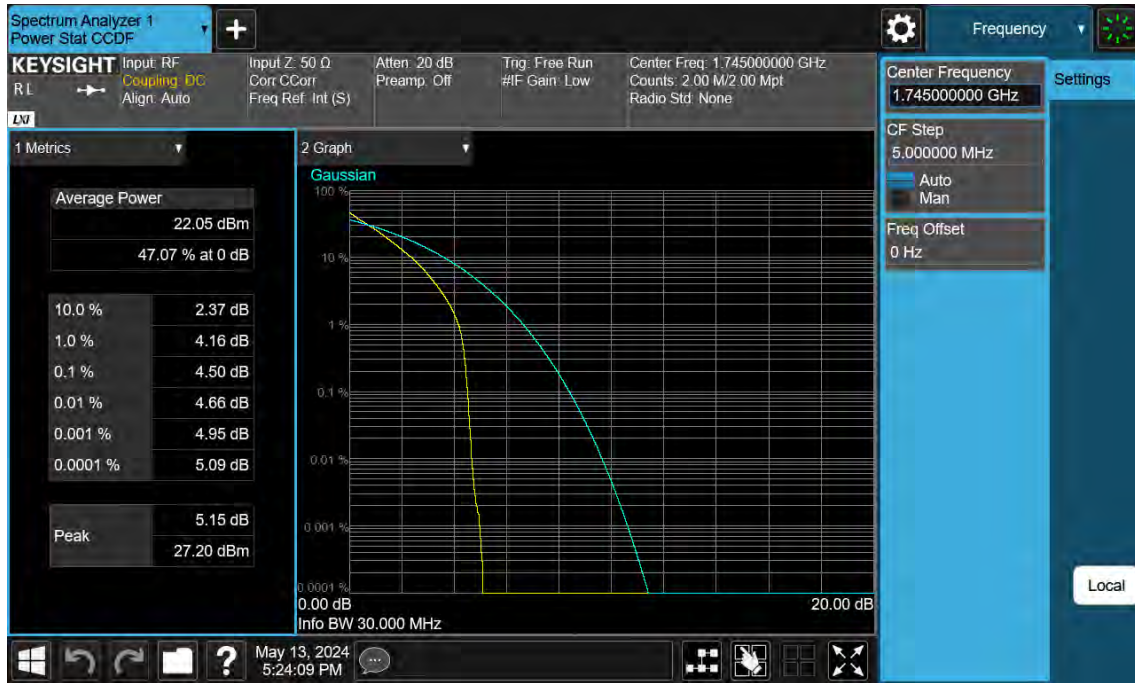 Spectrum Analyzer 1
Power Stat CCDF
Frequency
KEYSIGHT
R L
LXI
Input: RF
Coupling: DC
Align: Auto
Input Z: 50 Ω
Corr CCorr
Freq Ref: Int (S)
Atten: 20 dB
Preamp: Off
Trig: Free Run
#IF Gain: Low
Center Freq: 1.745000000 GHz
Counts: 2.00 M/2.00 Mpt
Radio Std: None
Center Frequency
1.745000000 GHz
Settings
CF Step
5.000000 MHz
Auto
Man
Freq Offset
0 Hz
Local
1 Metrics
Average Power
22.05 dBm
47.07 % at 0 dB
10.0 % 2.37 dB
1.0 % 4.16 dB
0.1 % 4.50 dB
0.01 % 4.66 dB
0.001 % 4.95 dB
0.0001 % 5.09 dB
Peak
5.15 dB
27.20 dBm
2 Graph
Gaussian
100 %
10 %
1 %
0.1 %
0.01 %
0.001 %
0.0001 %
0.00 dB 20.00 dB
Info BW 30.000 MHz
?
May 13, 2024
5:24:09 PM